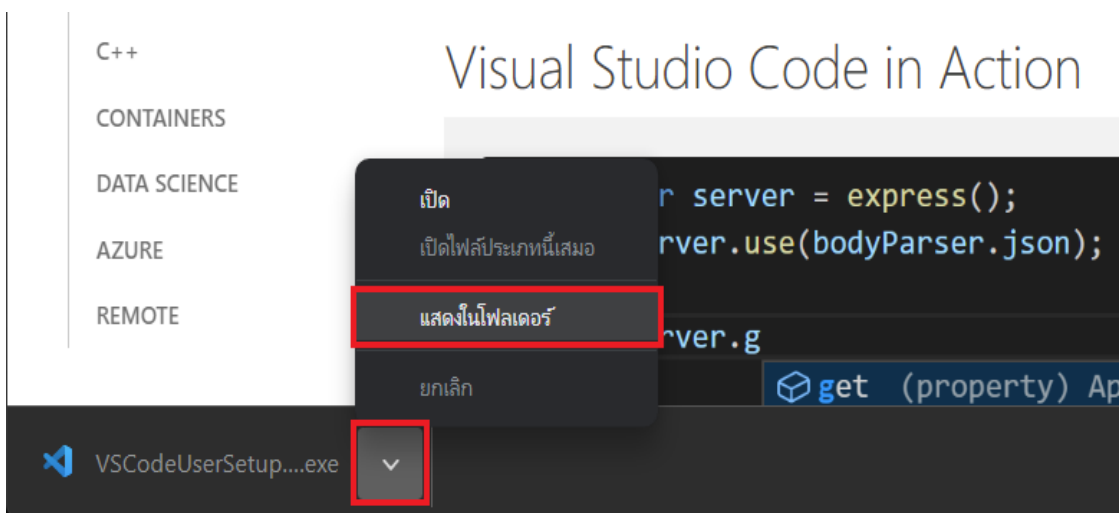 C++
CONTAINERS
DATA SCIENCE
AZURE
REMOTE
Visual Studio Code in Action
r server = express();
rver.use(bodyParser.json);
rver.g
get (property) Ap
เปิด
เปิดไฟล์ประเภทนี้เสมอ
แสดงในโฟลเดอร์
ยกเลิก
VSCodeUserSetup....exe